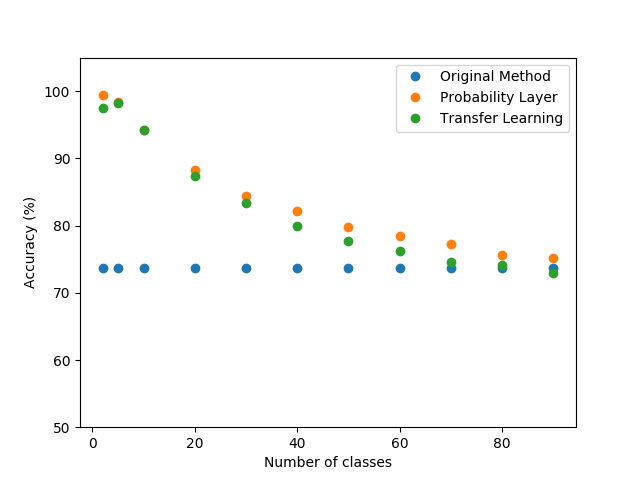 Original Method
Probability Layer
Transfer Learning
100
90
80
70
60
50
Accuracy (%)
0 20 40 60 80
Number of classes